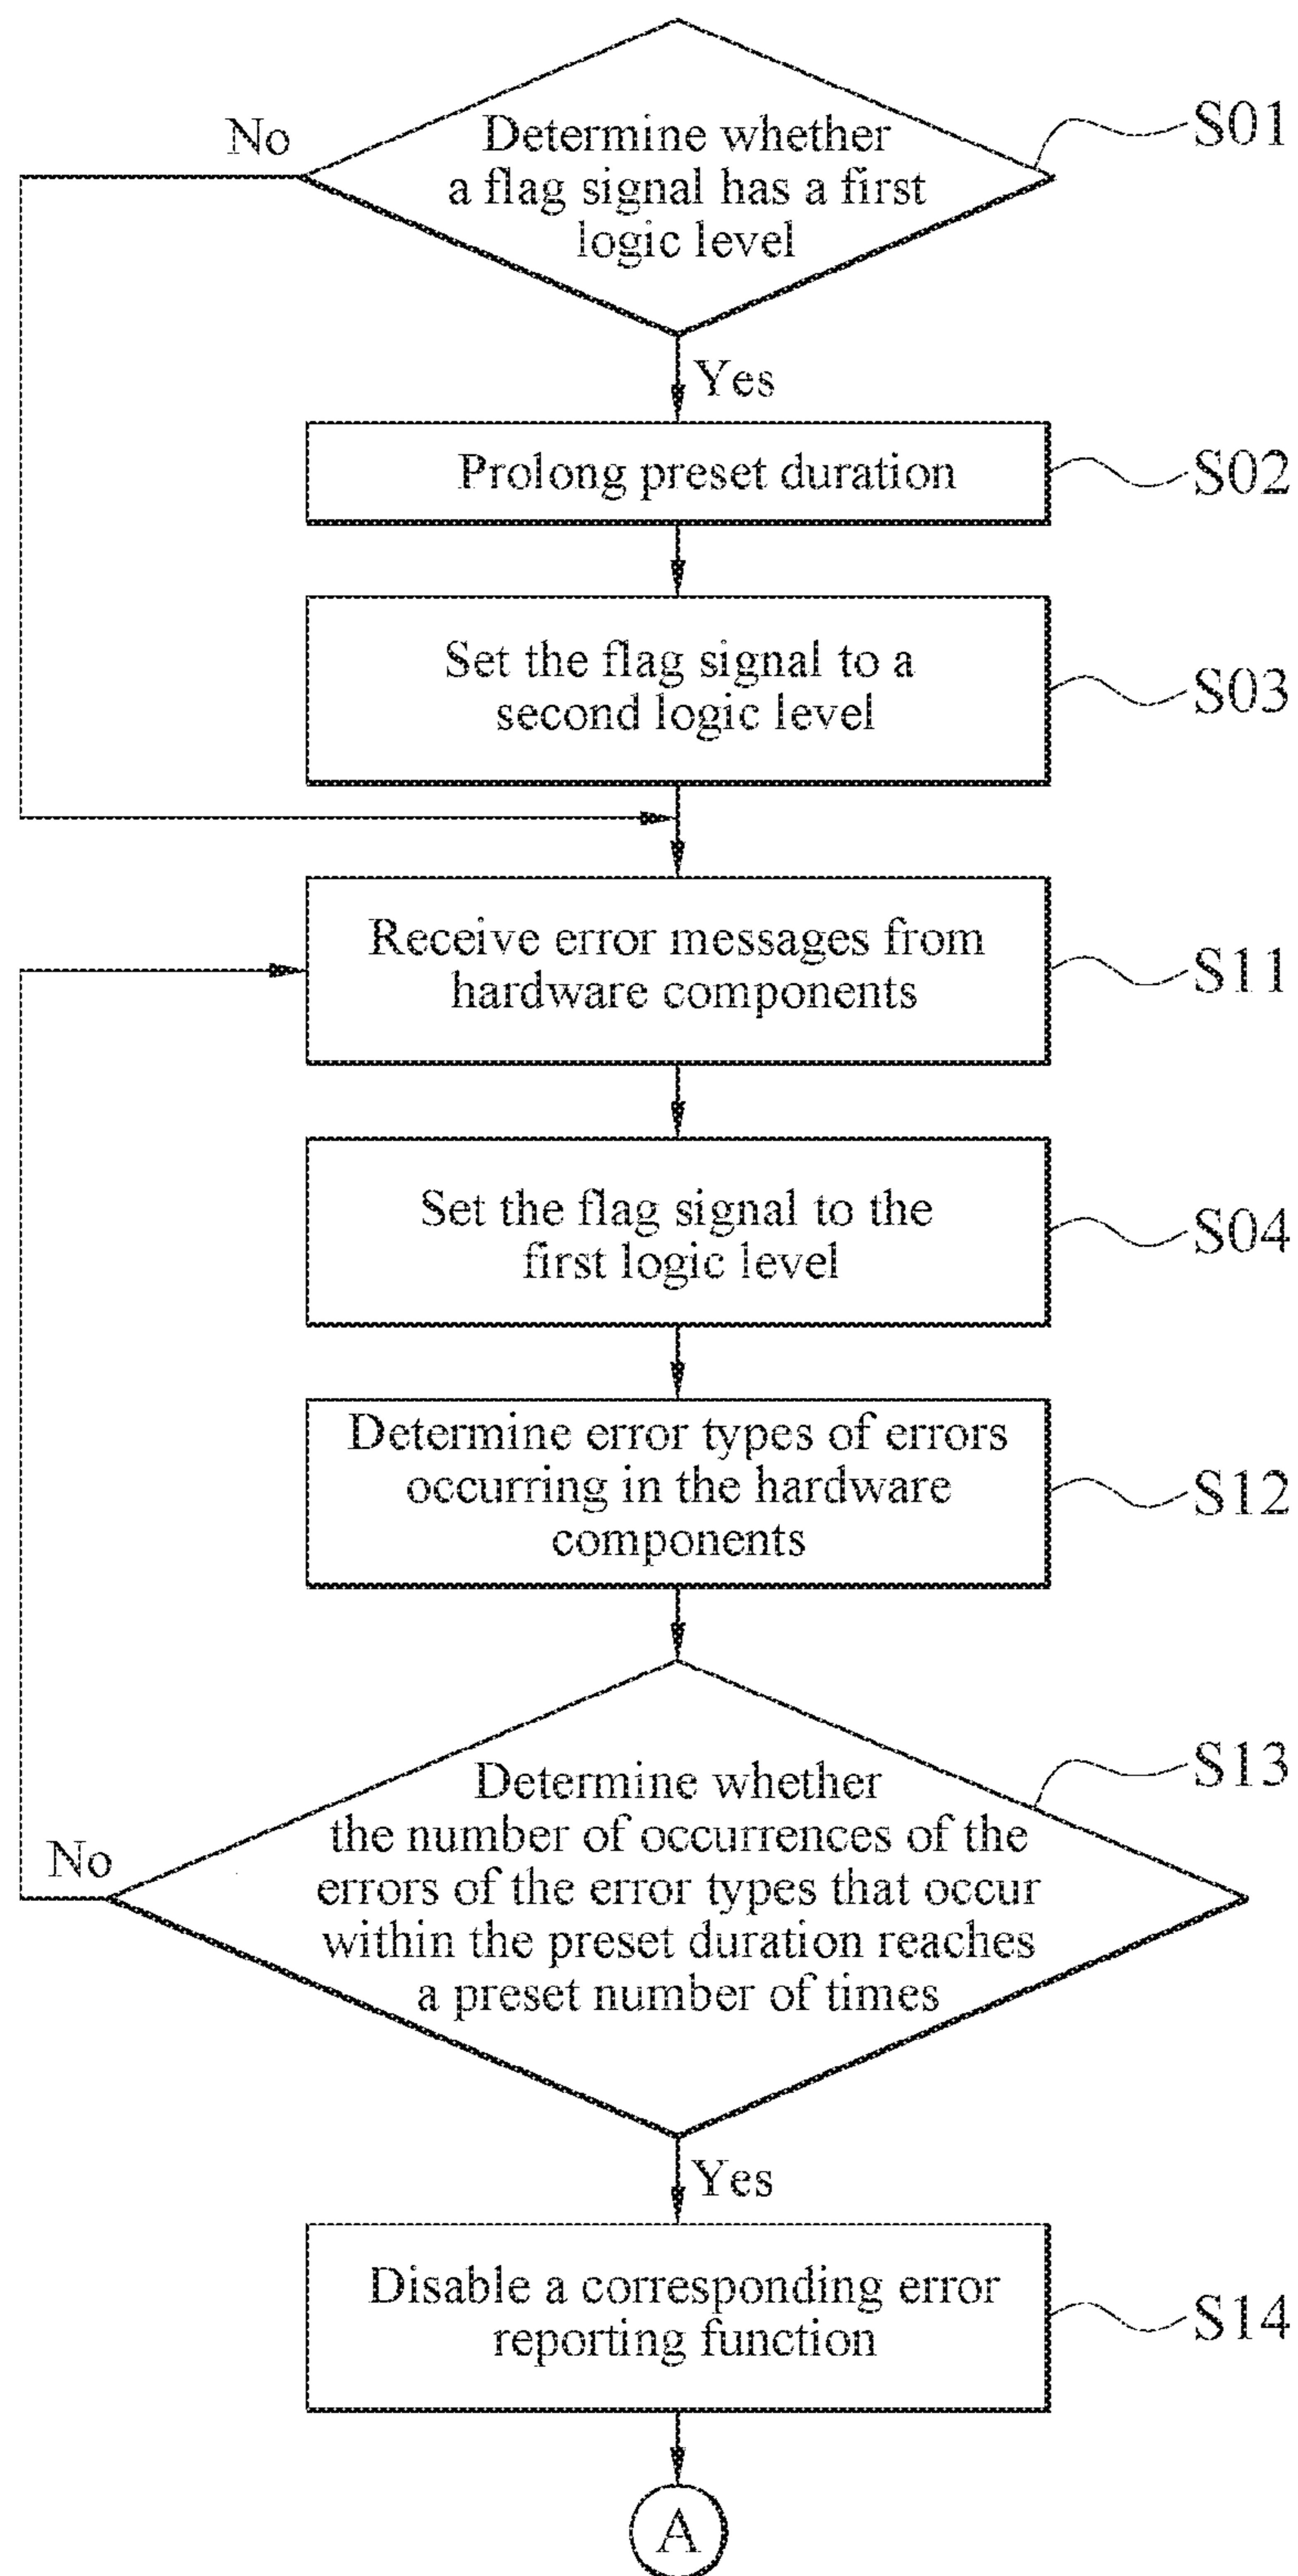 No
Determine whether
a flag signal has a first
logic level
S01
Yes
Prolong preset duration
S02
Set the flag signal to a
second logic level
S03
Receive error messages from
hardware components
S11
Set the flag signal to the
first logic level
S04
Determine error types of errors
occurring in the hardware
components
S12
No
Determine whether
the number of occurrences of the
errors of the error types that occur
within the preset duration reaches
a preset number of times
S13
Yes
Disable a corresponding error
reporting function
S14
A